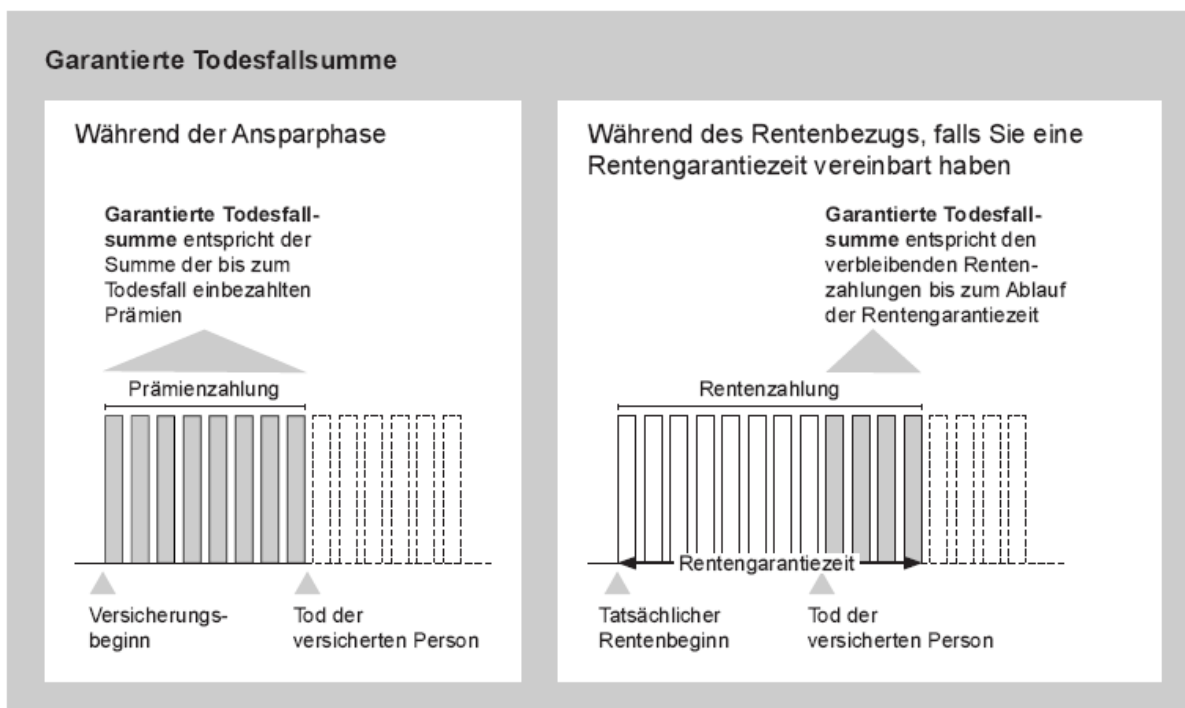 Garantierte Todesfallsumme
Während der Ansparphase
Garantierte Todesfall-
summe entspricht der
Summe der bis zum
Todesfall einbezahlten
Prämien
Prämienzahlung
Versicherungs-
beginn
Tod der
versicherten Person
Während des Rentenbezugs, falls Sie eine
Rentengarantiezeit vereinbart haben
Garantierte Todesfall-
summe entspricht den
verbleibenden Renten-
zahlungen bis zum Ablauf
der Rentengarantiezeit
Rentenzahlung
Rentengarantiezeit
Tatsächlicher
Rentenbeginn
Tod der
versicherten Person